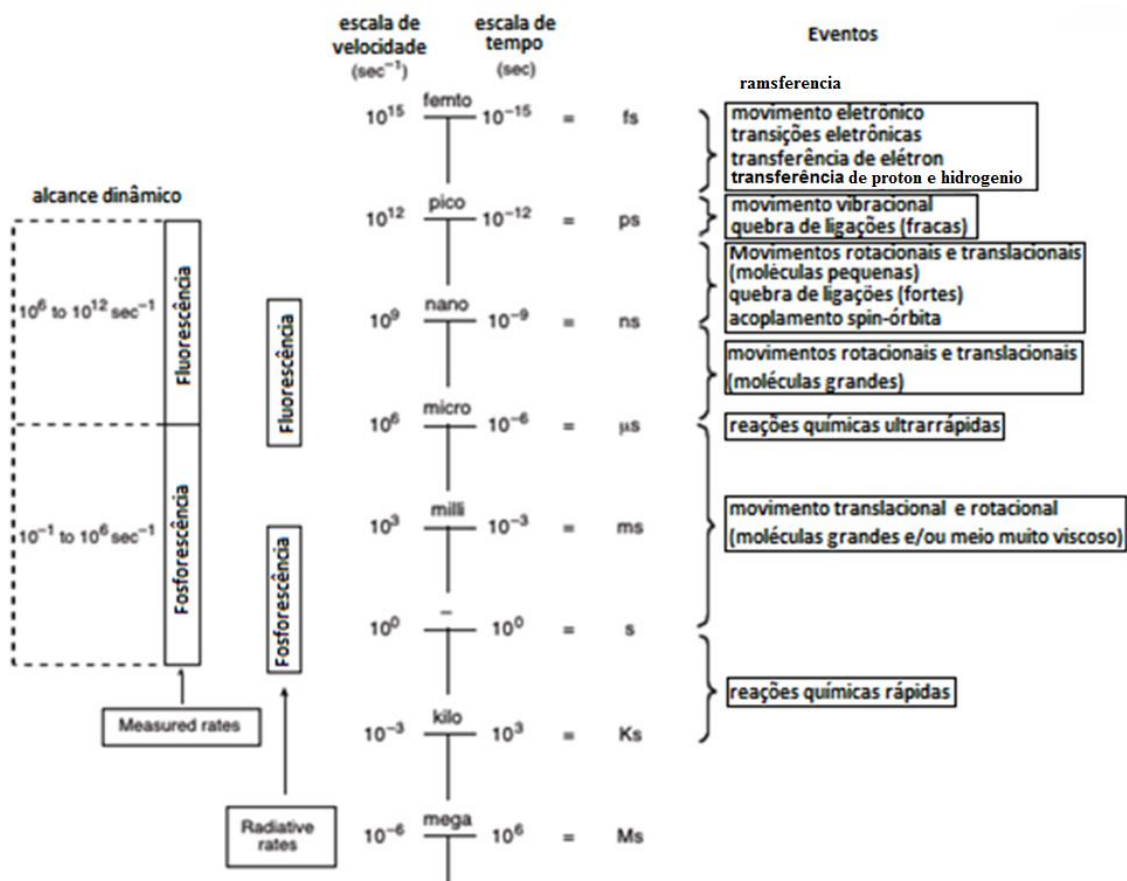 escala de
velocidade
(sec⁻¹)
escala de
tempo
(sec)
Eventos
ramsferencia
10¹⁵ femto 10⁻¹⁵ = fs
movimento eletrônico
transições eletrônicas
transferência de elétron
transferência de proton e hidrogenio
alcance dinâmico
10¹² pico 10⁻¹² = ps
movimento vibracional
quebra de ligações (fracas)
10⁶ to 10¹² sec⁻¹
Fluorescência
Fluorescência
10⁹ nano 10⁻⁹ = ns
Movimentos rotacionais e translacionais
(moléculas pequenas)
quebra de ligações (fortes)
acoplamento spin-órbita
movimentos rotacionais e translacionais
(moléculas grandes)
10⁶ micro 10⁻⁶ = μs
reações químicas ultrarrápidas
10⁻¹ to 10⁶ sec⁻¹
Fosforescência
Fosforescência
10³ milli 10⁻³ = ms
movimento translacional e rotacional
(moléculas grandes e/ou meio muito viscoso)
10⁰ – 10⁰ = s
reações químicas rápidas
Measured rates
10⁻³ kilo 10³ = Ks
Radiative
rates
10⁻⁶ mega 10⁶ = Ms